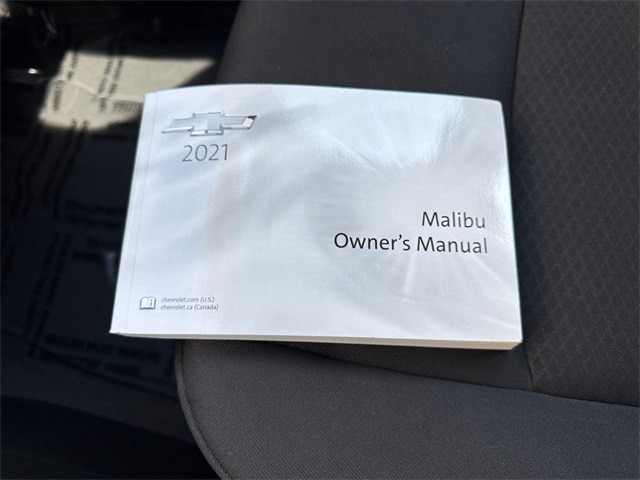 2021
Malibu
Owner's Manual
chevrolet.com (U.S.)
chevrolet.ca (Canada)